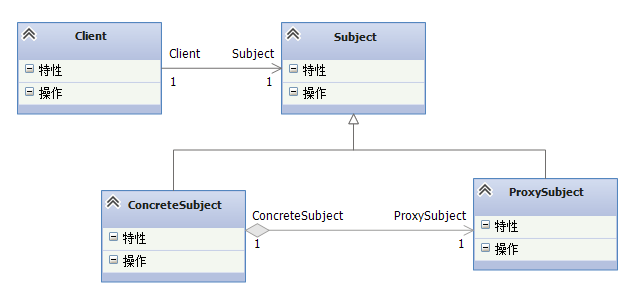 Client
特性
操作
Client
Subject
1
1
Subject
特性
操作
ConcreteSubject
特性
操作
ConcreteSubject
ProxySubject
1
1
ProxySubject
特性
操作